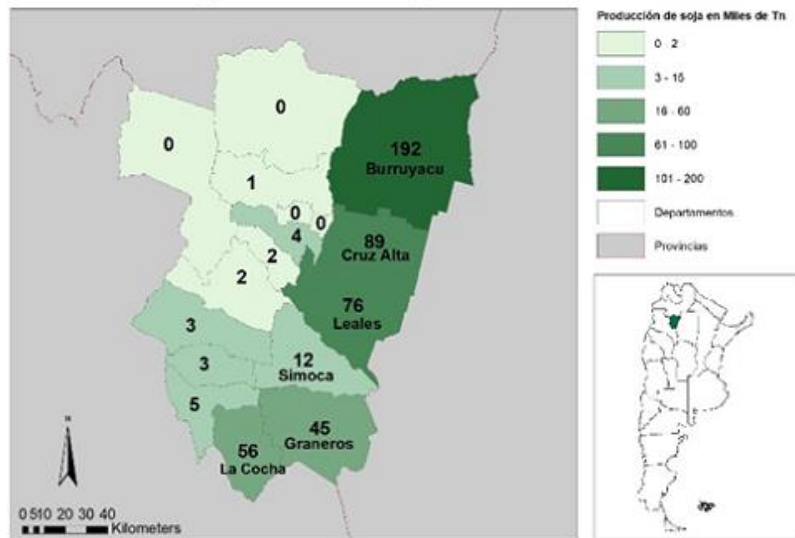 0
0
192
Burruyacu
1
0
0
4
89
Cruz Alta
2
2
76
Leales
3
3
12
Simoca
5
45
Graneros
56
La Cocha
N
0 510 20 30 40
Kilometers
Producción de soja en Miles de Tn
0 - 2
3 - 15
16 - 60
61 - 100
101 - 200
Departamentos
Provincias